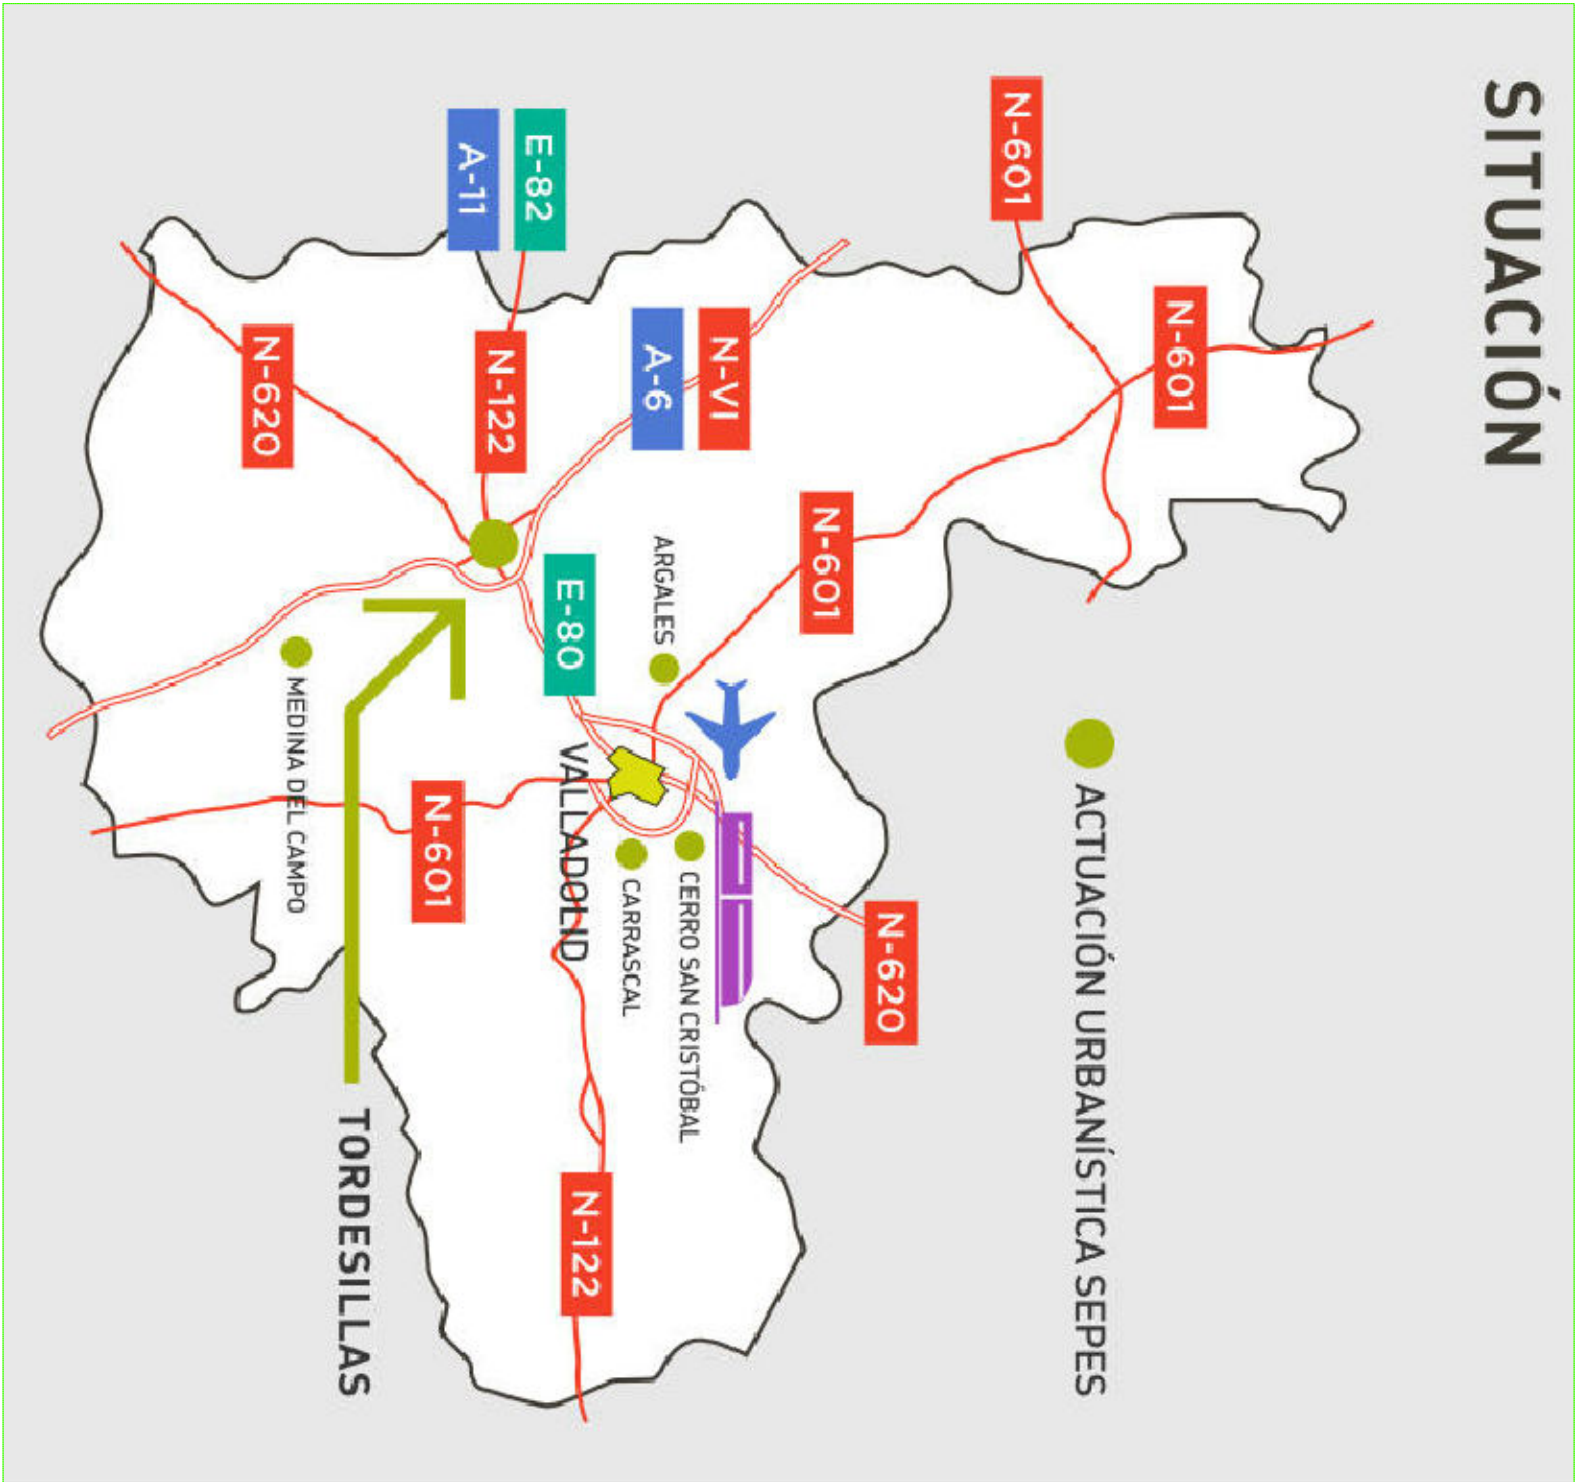 SITUACIÓN
N-601
ACTUACIÓN URBANÍSTICA SEPES
N-601
N-620
N-601
N-VI
A-6
CERRO SAN CRISTÓBAL
ARGALES
CARRASCAL
N-122
VALLADOLID
E-80
E-82
A-11
N-122
N-601
TORDESILLAS
MEDINA DEL CAMPO
N-620